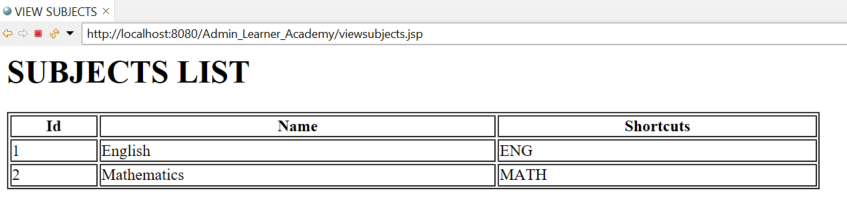 VIEW SUBJECTS
http://localhost:8080/Admin_Learner_Academy/viewsubjects.jsp
SUBJECTS LIST
Id Name Shortcuts
1 English ENG
2 Mathematics MATH